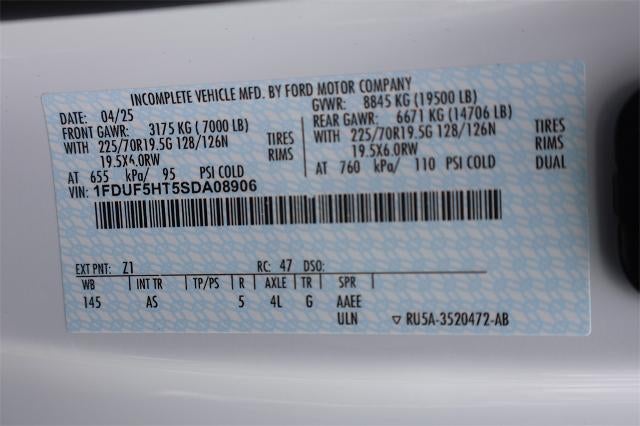 INCOMPLETE VEHICLE MFD. BY FORD MOTOR COMPANY
DATE: 04/25 GVWR: 8845 KG (19500 LB)
FRONT GAWR: 3175 KG (7000 LB) REAR GAWR: 6671 KG (14706 LB)
WITH 225/70R19.5G 128/126N TIRES WITH 225/70R19.5G 128/126N TIRES
19.5X6.0RW RIMS 19.5X6.0RW RIMS
AT 655 kPa/ 95 PSI COLD AT 760 kPa/ 110 PSI COLD DUAL
VIN: 1FDUF5HT5SDA08906
EXT PNT: Z1 RC: 47 DSO:
WB INT TR TP/PS R AXLE TR SPR
145 AS 5 4L G AAEE
ULN ▽ RU5A-3520472-AB